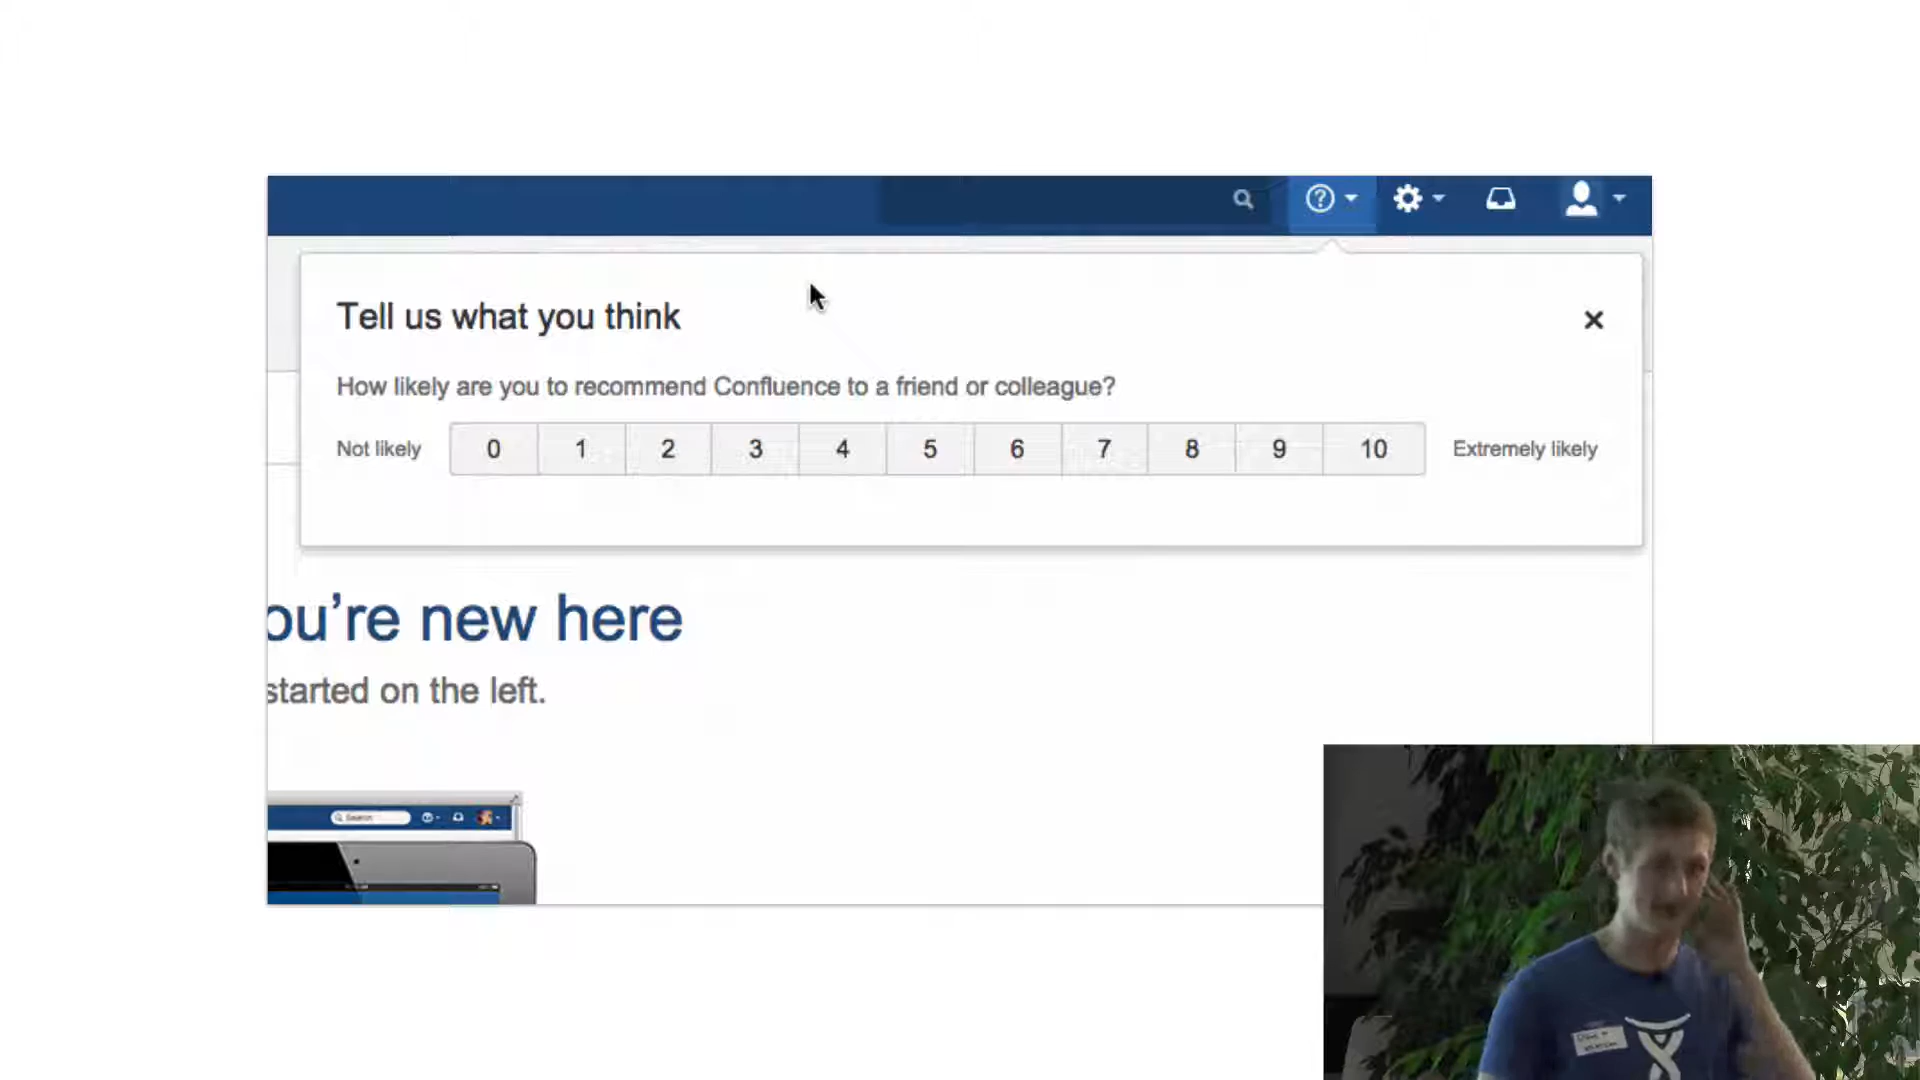 Tell us what you think
How likely are you to recommend Confluence to a friend or colleague?
Not likely 0 1 2 3 4 5 6 7 8 9 10 Extremely likely
ou're new here
started on the left.
Search